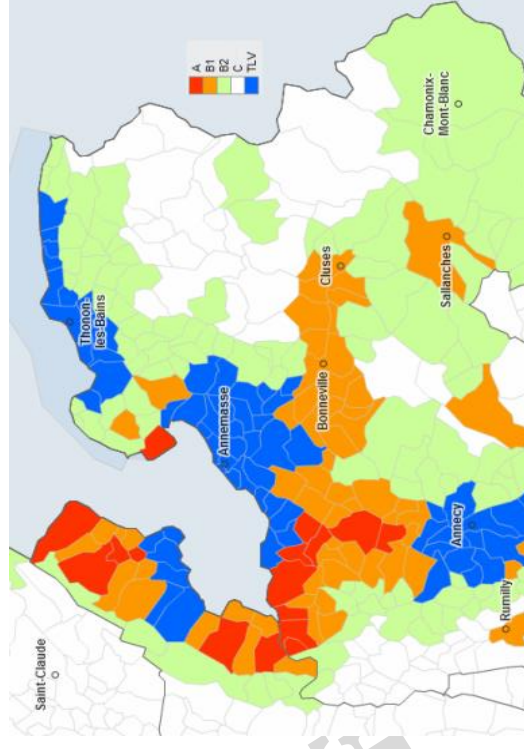 Saint-Claude
Thonon-
les-Bains
A
B1
B2
C
TLV
Annemasse
Cluses
Bonneville
Chamonix-
Mont-Blanc
Sallanches
Annecy
Rumilly